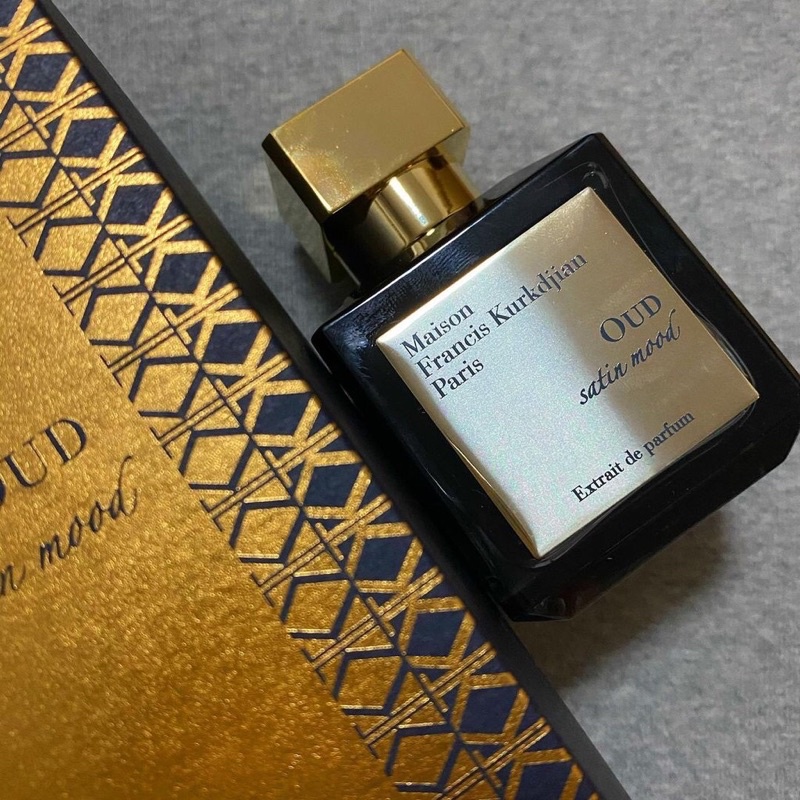 Maison
Francis Kurkdjian
Paris
OUD
satin mood
Extrait de parfum
OUD
mood